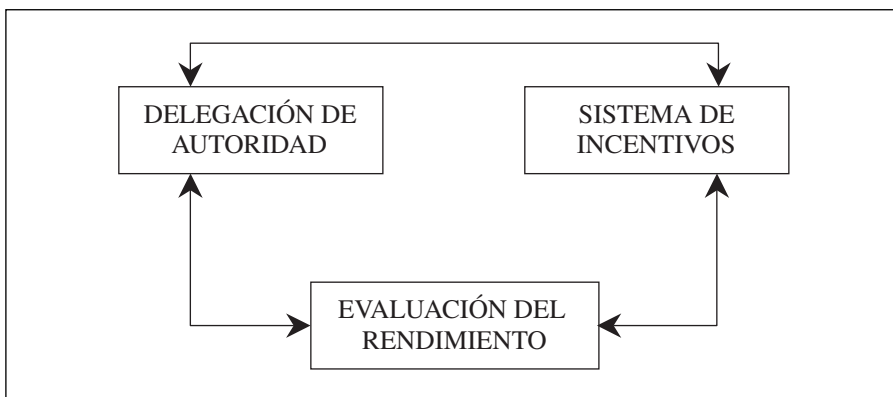 DELEGACIÓN DE
AUTORIDAD
SISTEMA DE
INCENTIVOS
EVALUACIÓN DEL
RENDIMIENTO